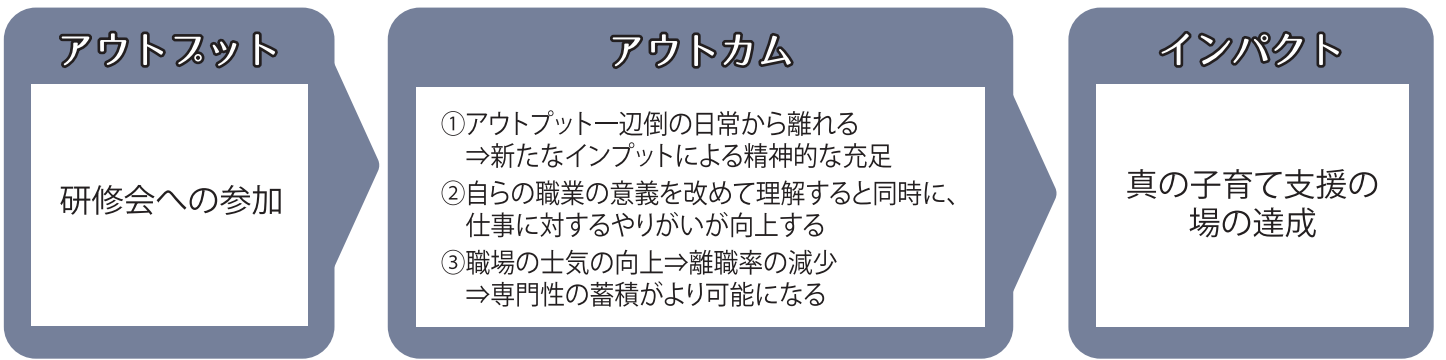 アウトプット
研修会への参加
アウトカム
①アウトプット一辺倒の日常から離れる
⇒新たなインプットによる精神的な充足
②自らの職業の意義を改めて理解すると同時に、
仕事に対するやりがいが向上する
③職場の士気の向上⇒離職率の減少
⇒専門性の蓄積がより可能になる
インパクト
真の子育て支援の
場の達成